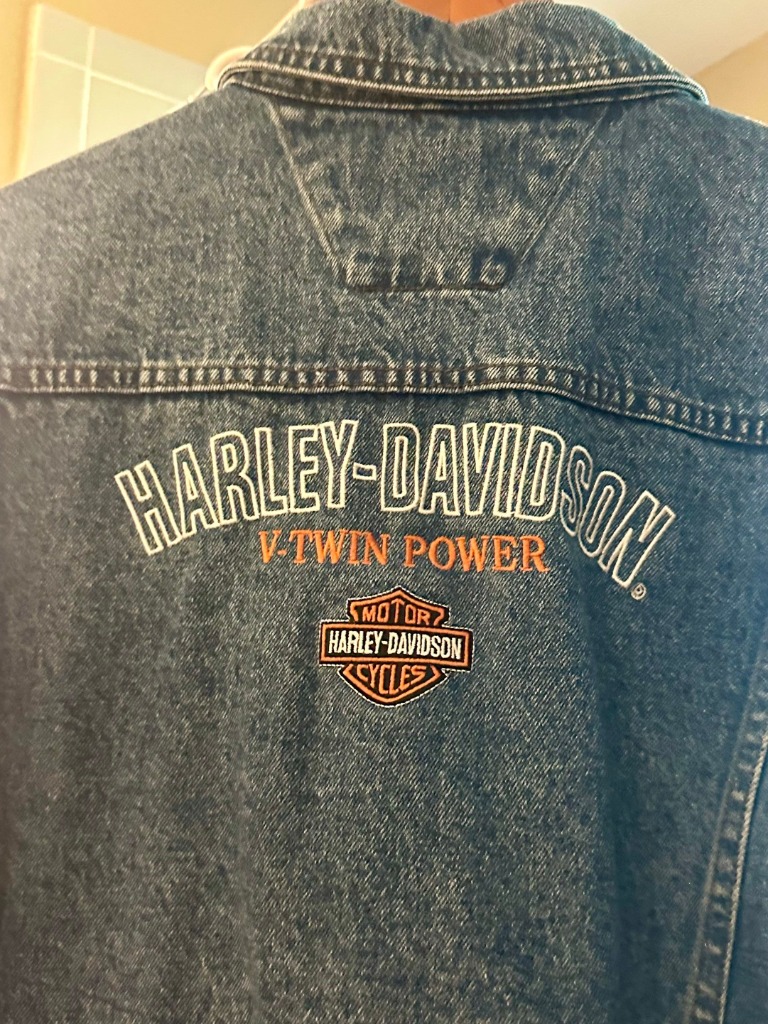 HARLEY-DAVIDSON®
V-TWIN POWER
MOTOR
HARLEY-DAVIDSON
CYCLES